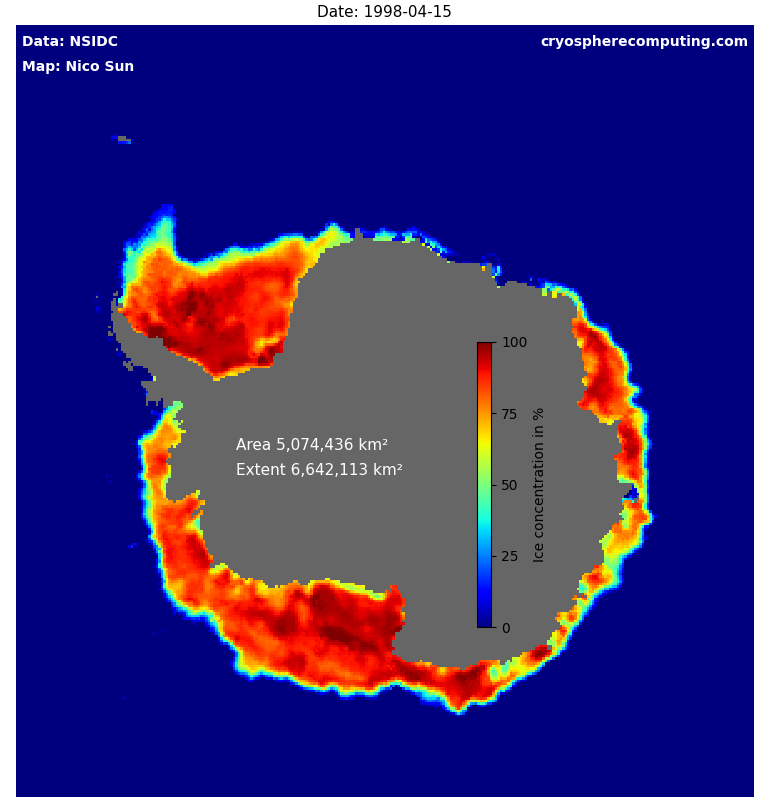 Date: 1998-04-15
Data: NSIDC
cryospherecomputing.com
Map: Nico Sun
100
75
50
25
0
Ice concentration in %
Area 5,074,436 km²
Extent 6,642,113 km²